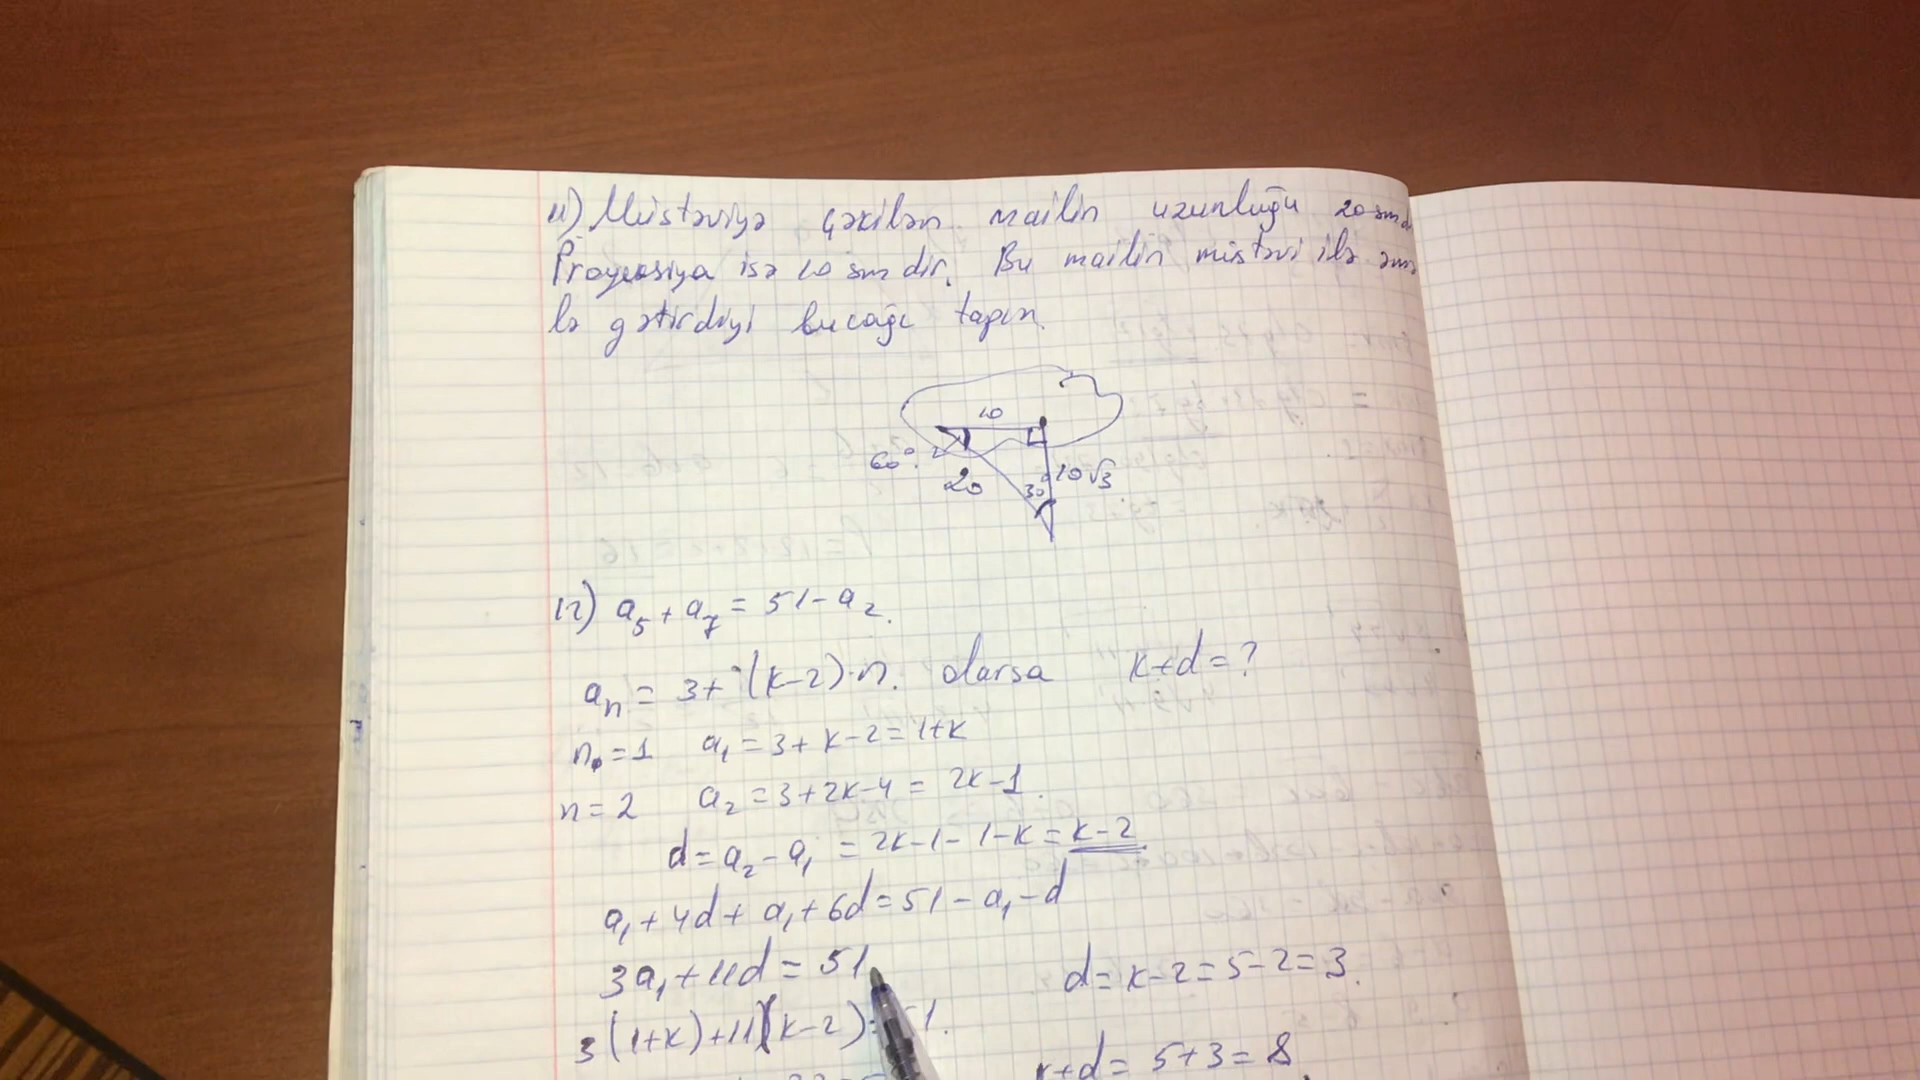 11) Müstəviyə çəkilən mailin uzunluğu 20 sm
Proyeksiya isə 10 sm dir. Bu mailin müstəvi ilə əmə
lə gətirdiyi bucağı tapın.
10
60°
20
30°
10√3
12) a₅ + a₇ = 51 - a₂.
aₙ = 3 + (k-2)·n. olarsa k+d=?
n=1 a₁ = 3 + k-2 = 1+k
n=2 a₂ = 3+2k-4 = 2k-1.
d = a₂ - a₁ = 2k-1-1-k = k-2
a₁ + 4d + a₁ + 6d = 51 - a₁ - d
3a₁ + 11d = 51
d = k-2 = 5-2 = 3.
3(1+k)+11(k-2)=51.
k+d = 5+3 = 8